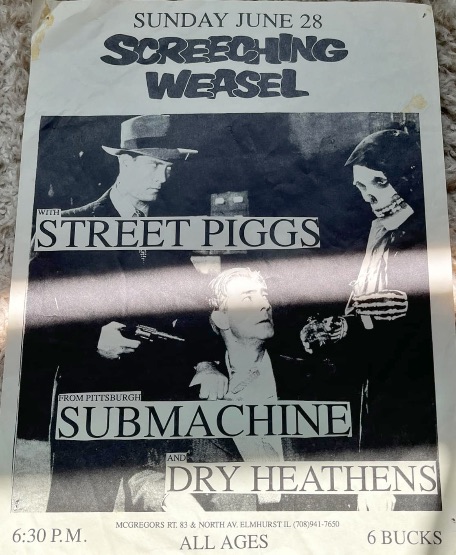 SUNDAY JUNE 28
SCREECHING
WEASEL
WITH
STREET PIGGS
FROM PITTSBURGH
SUBMACHINE
AND
DRY HEATHENS
MCGREGORS RT. 83 & NORTH AV. ELMHURST IL (708)941-7650
6:30 P.M.
ALL AGES
6 BUCKS